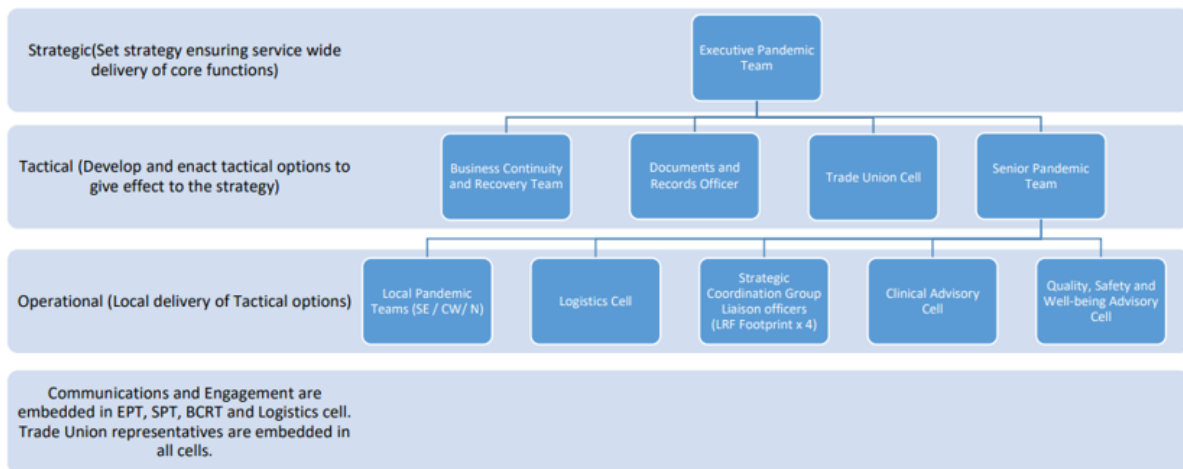 Strategic(Set strategy ensuring service wide
delivery of core functions)
Executive Pandemic
Team
Tactical (Develop and enact tactical options to
give effect to the strategy)
Business Continuity
and Recovery Team
Documents and
Records Officer
Trade Union Cell
Senior Pandemic
Team
Operational (Local delivery of Tactical options)
Local Pandemic
Teams (SE / CW/ N)
Logistics Cell
Strategic
Coordination Group
Liaison officers
(LRF Footprint x 4)
Clinical Advisory
Cell
Quality, Safety and
Well-being Advisory
Cell
Communications and Engagement are
embedded in EPT, SPT, BCRT and Logistics cell.
Trade Union representatives are embedded in
all cells.